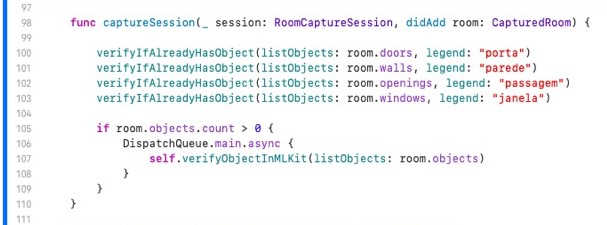 97
98 func captureSession(_ session: RoomCaptureSession, didAdd room: CapturedRoom) {
99
100 verifyIfAlreadyHasObject(listObjects: room.doors, legend: "porta")
101 verifyIfAlreadyHasObject(listObjects: room.walls, legend: "parede")
102 verifyIfAlreadyHasObject(listObjects: room.openings, legend: "passagem")
103 verifyIfAlreadyHasObject(listObjects: room.windows, legend: "janela")
104
105 if room.objects.count > 0 {
106 DispatchQueue.main.async {
107 self.verifyObjectInMLKit(listObjects: room.objects)
108 }
109 }
110 }
111